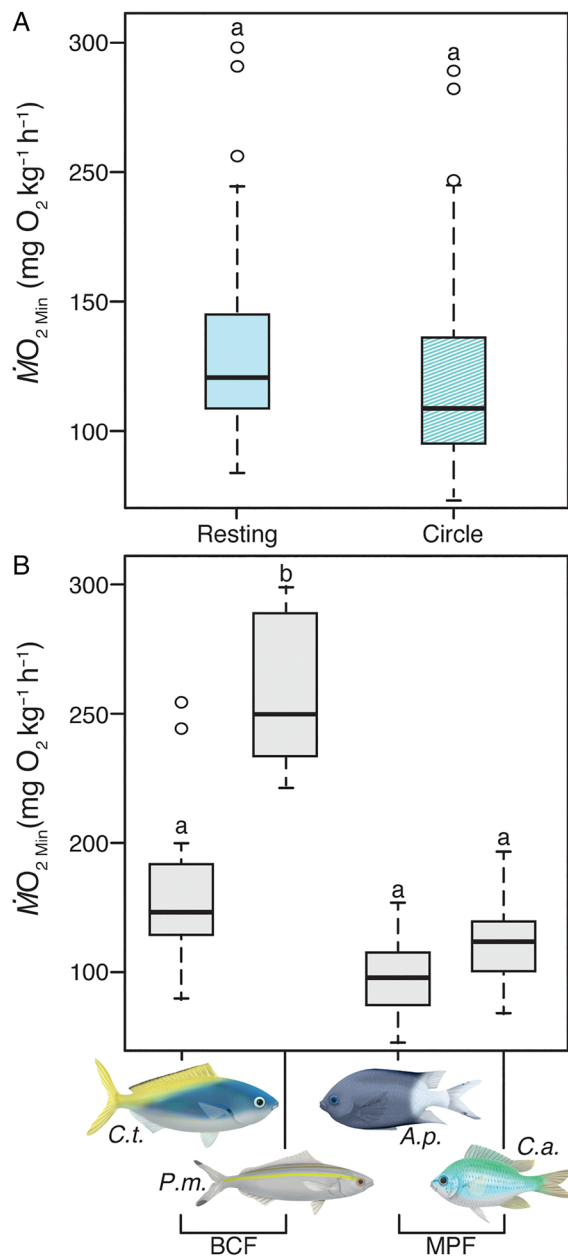 A
a
a
300
250
150
100
ṀO₂ Min (mg O₂ kg⁻¹ h⁻¹)
Resting
Circle
B
b
a
a
a
300
250
200
100
ṀO₂ Min (mg O₂ kg⁻¹ h⁻¹)
C.t.
A.p.
P.m.
C.a.
BCF
MPF